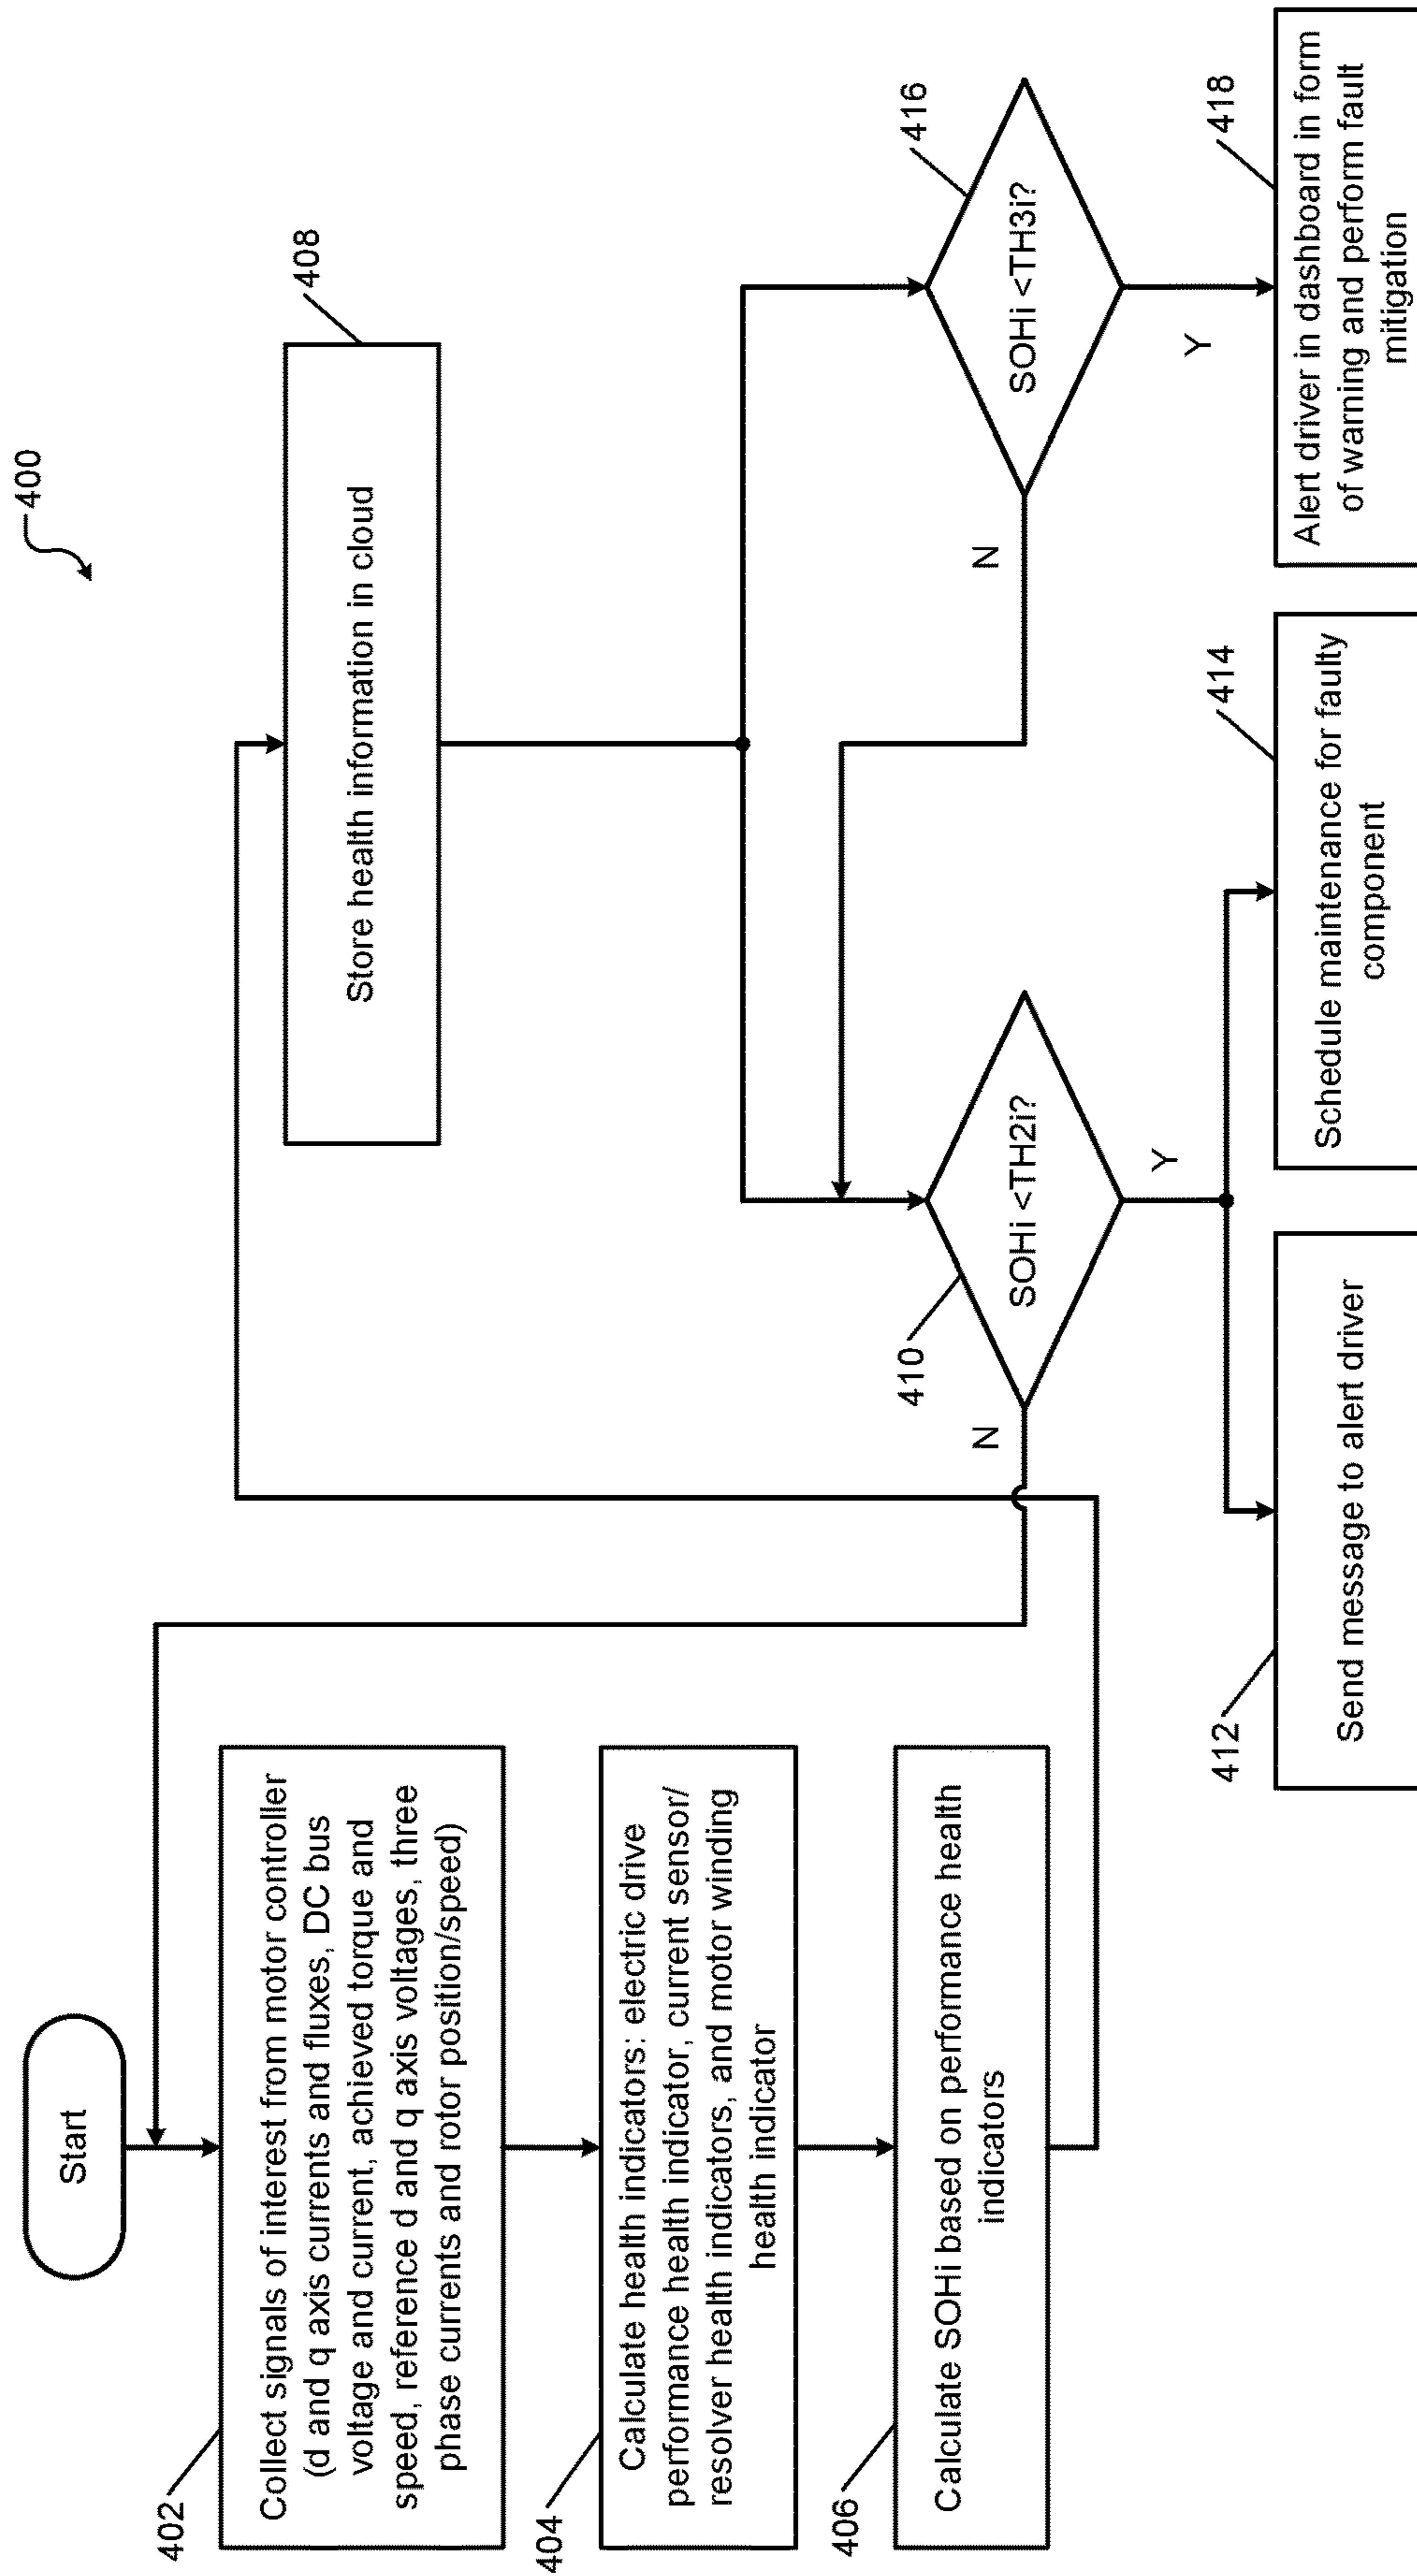 400
Start
402
Collect signals of interest from motor controller
(d and q axis currents and fluxes, DC bus
voltage and current, achieved torque and
speed, reference d and q axis voltages, three
phase currents and rotor position/speed)
404
Calculate health indicators: electric drive
performance health indicator, current sensor/
resolver health indicators, and motor winding
health indicator
406
Calculate SOHi based on performance health
indicators
408
Store health information in cloud
410
SOHi <TH2i?
N
Y
416
SOHi <TH3i?
N
Y
412
Send message to alert driver
414
Schedule maintenance for faulty
component
418
Alert driver in dashboard in form
of warning and perform fault
mitigation